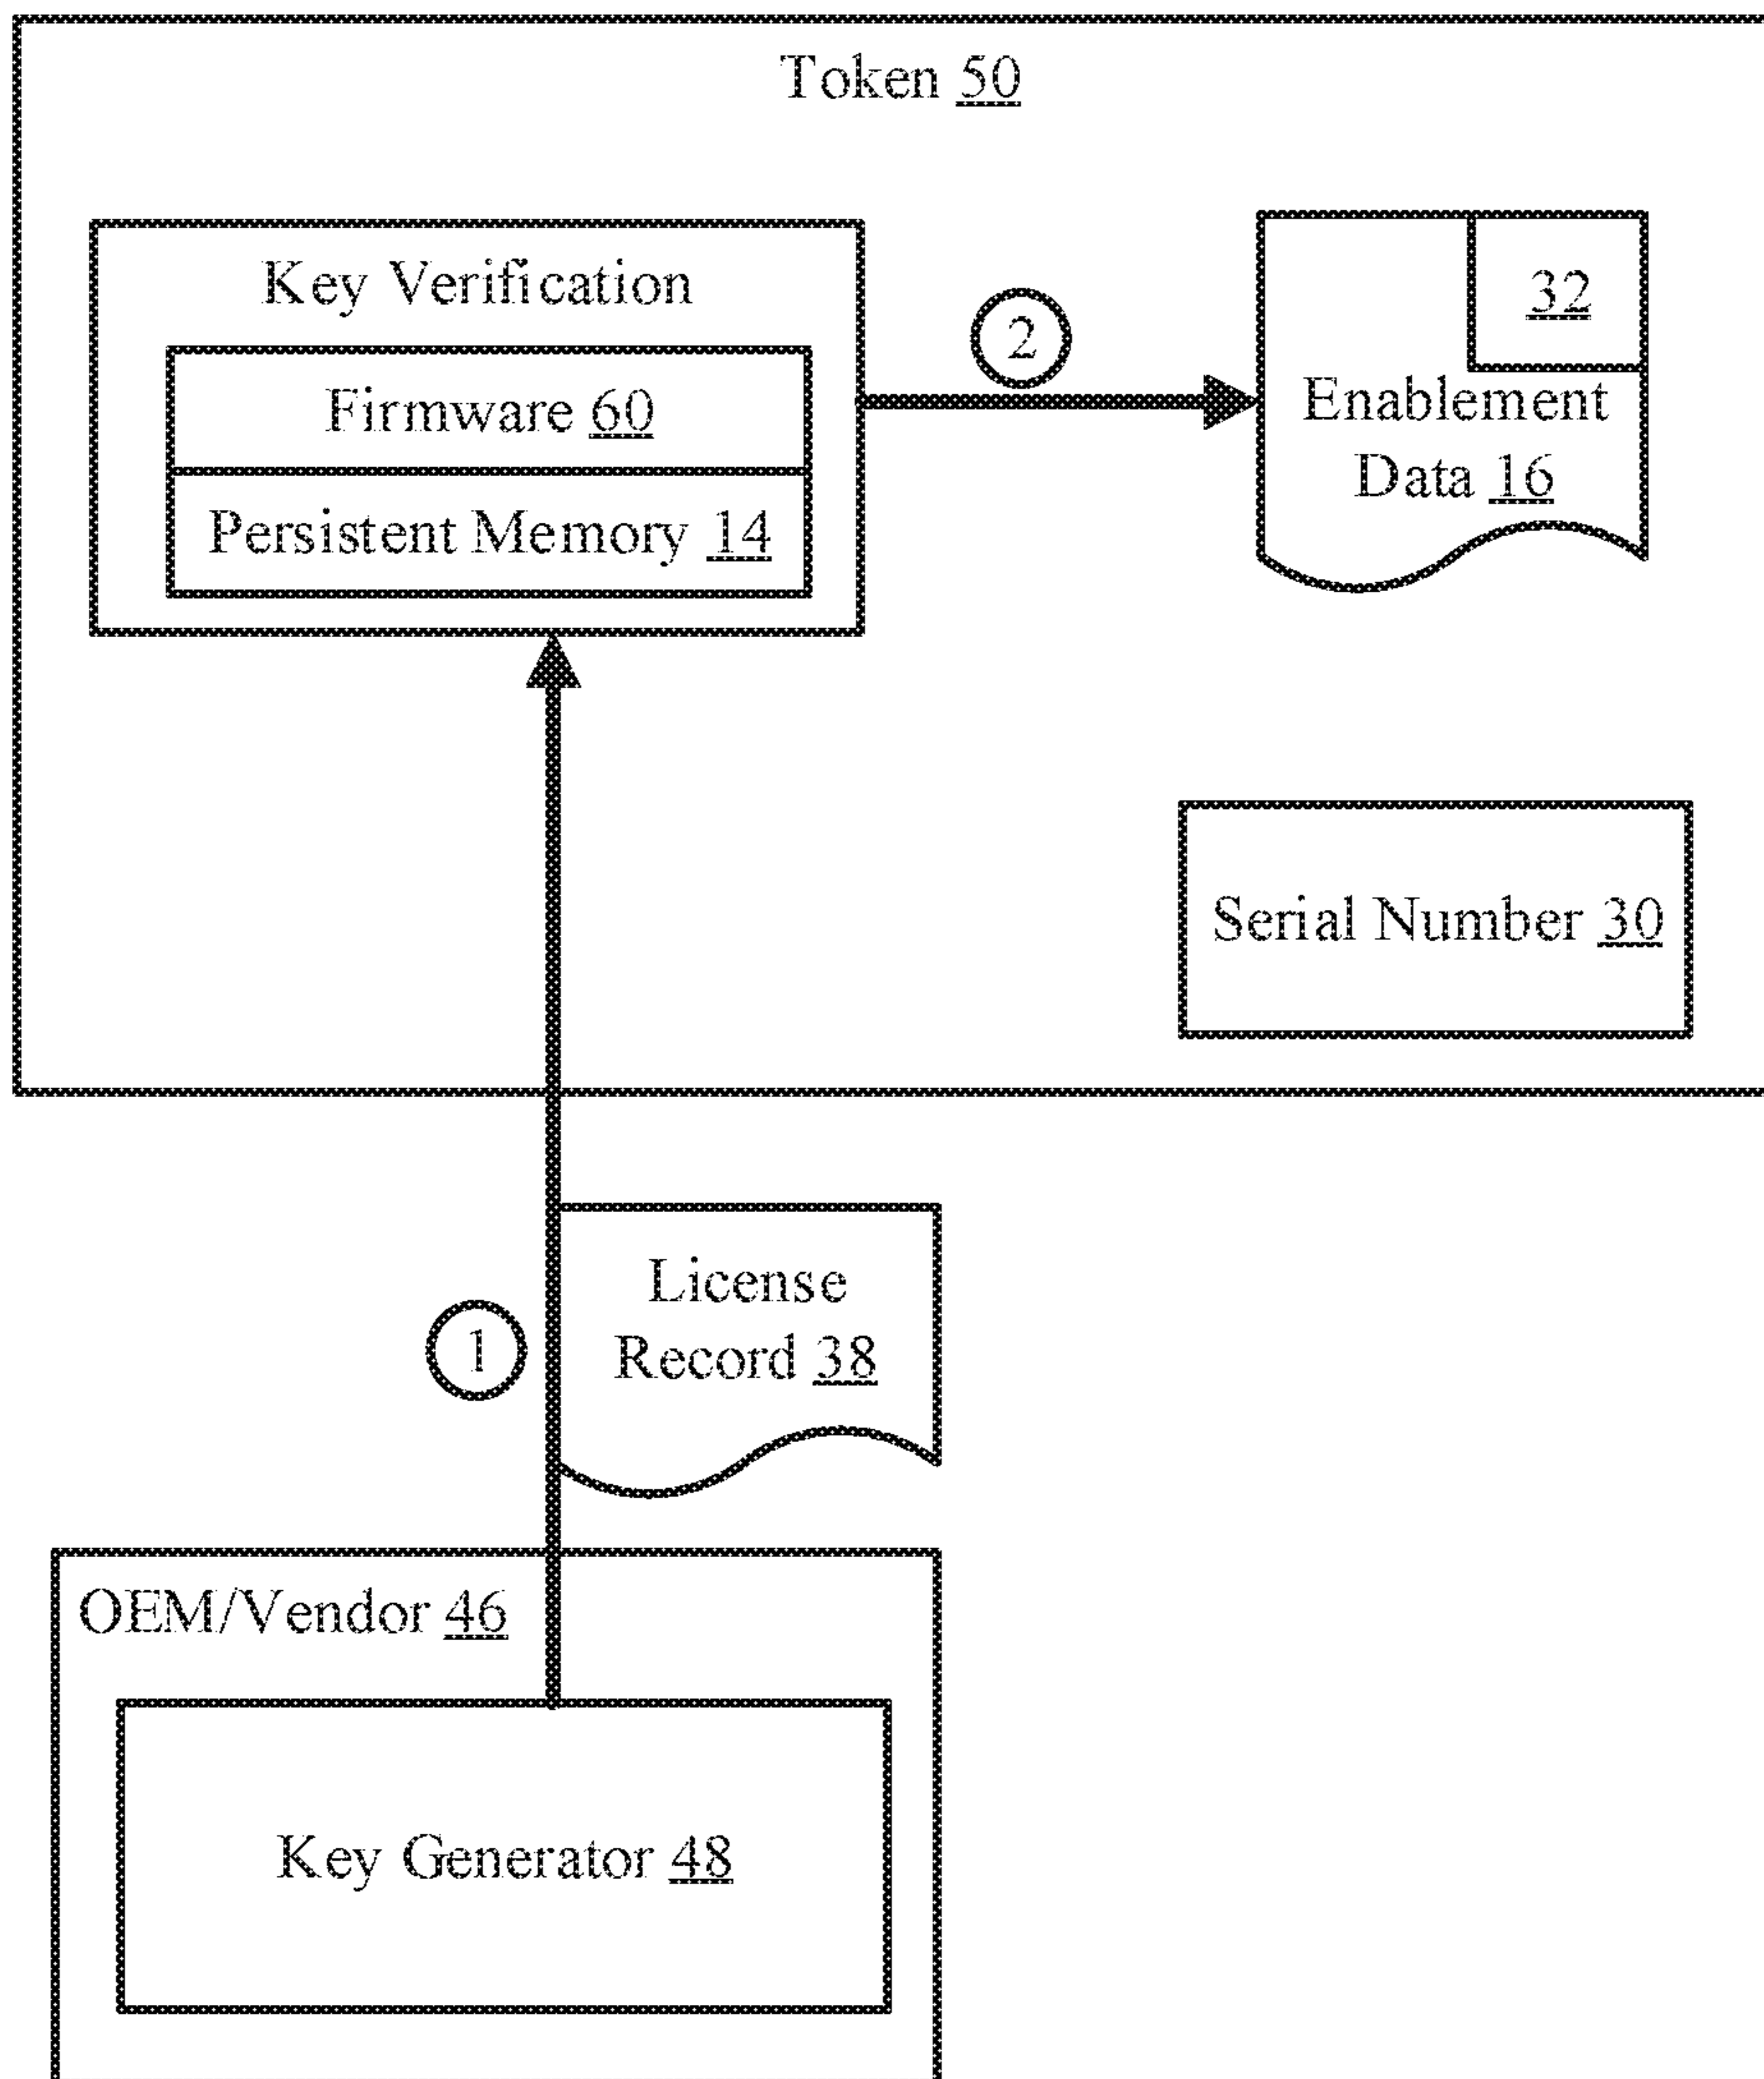 Token 50
Key Verification
Firmware 60
Persistent Memory 14
2
32
Enablement
Data 16
Serial Number 30
License
Record 38
1
OEM/Vendor 46
Key Generator 48